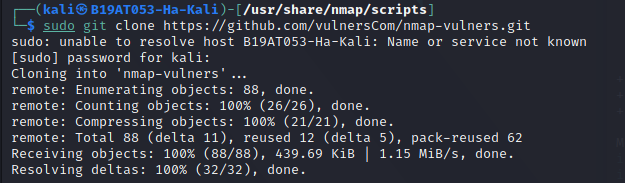 ┌──(kali㉿B19AT053-Ha-Kali)-[/usr/share/nmap/scripts]
└─$ sudo git clone https://github.com/vulnersCom/nmap-vulners.git
sudo: unable to resolve host B19AT053-Ha-Kali: Name or service not known
[sudo] password for kali:
Cloning into 'nmap-vulners'...
remote: Enumerating objects: 88, done.
remote: Counting objects: 100% (26/26), done.
remote: Compressing objects: 100% (21/21), done.
remote: Total 88 (delta 11), reused 12 (delta 5), pack-reused 62
Receiving objects: 100% (88/88), 439.69 KiB | 1.15 MiB/s, done.
Resolving deltas: 100% (32/32), done.